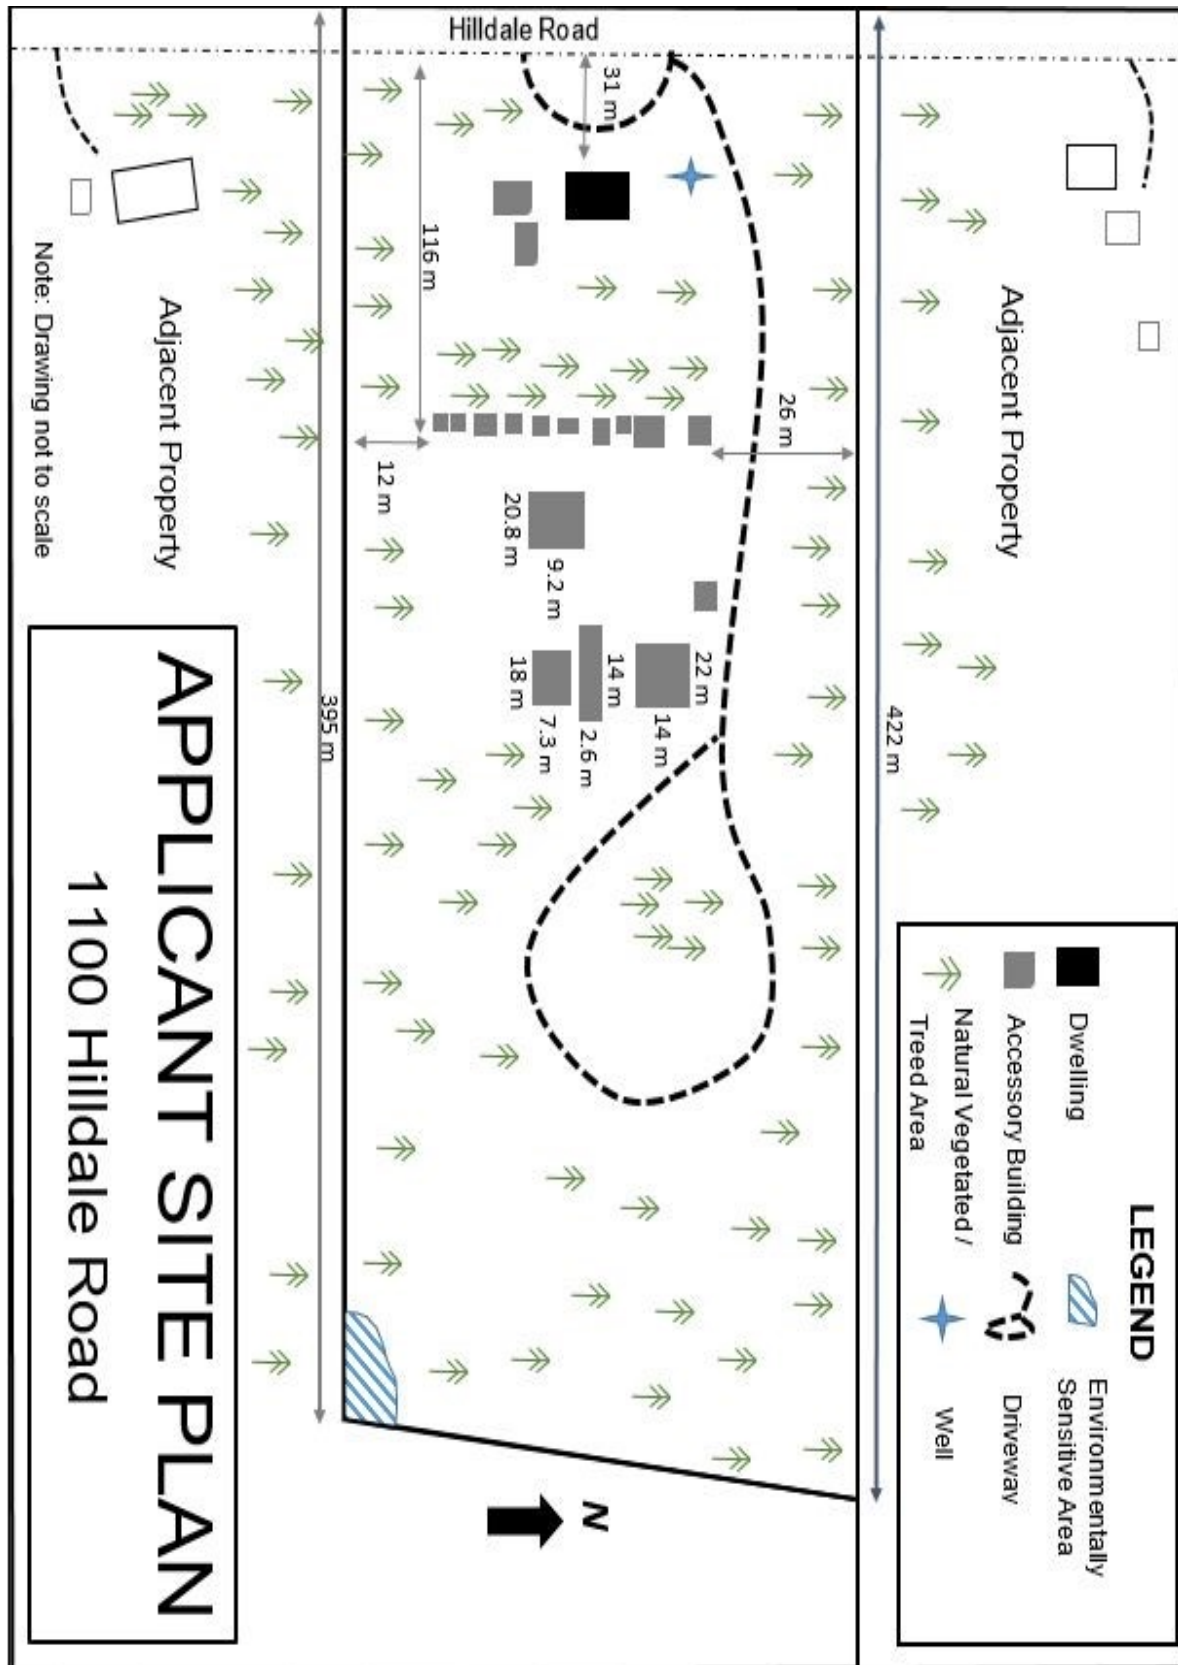 Hilldale Road
31 m
116 m
26 m
12 m
20.8 m
9.2 m
22 m
14 m
14 m
18 m
7.3 m
2.6 m
395 m
422 m
Adjacent Property
Adjacent Property
Note: Drawing not to scale
LEGEND
Dwelling
Accessory Building
Natural Vegetated /
Treed Area
Environmentally
Sensitive Area
Driveway
Well
N
APPLICANT SITE PLAN
1100 Hilldale Road